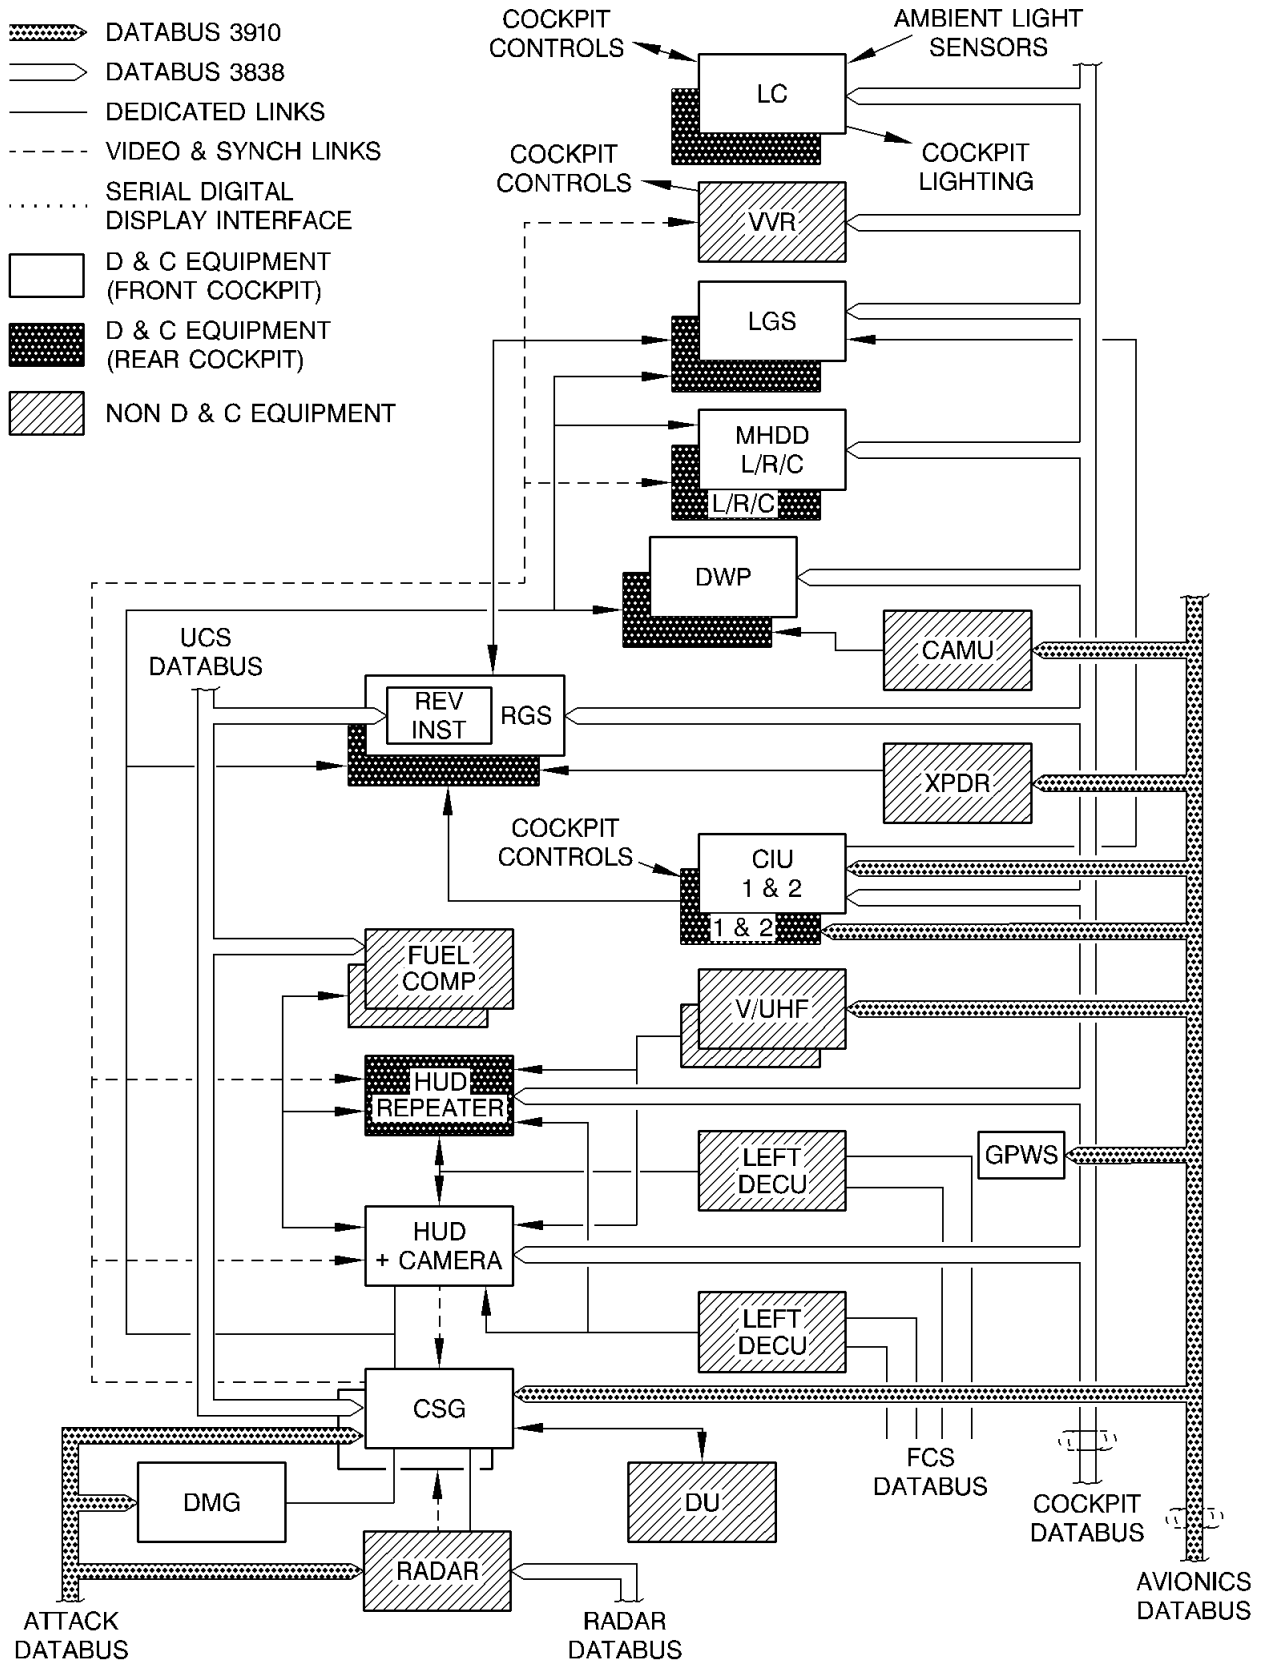 DATABUS 3910
DATABUS 3838
DEDICATED LINKS
VIDEO & SYNCH LINKS
SERIAL DIGITAL
DISPLAY INTERFACE
D & C EQUIPMENT
(FRONT COCKPIT)
D & C EQUIPMENT
(REAR COCKPIT)
NON D & C EQUIPMENT
COCKPIT
CONTROLS
AMBIENT LIGHT
SENSORS
LC
COCKPIT
LIGHTING
COCKPIT
CONTROLS
VVR
LGS
MHDD
L/R/C
L/R/C
DWP
CAMU
UCS
DATABUS
REV
INST
RGS
XPDR
COCKPIT
CONTROLS
CIU
1 & 2
1 & 2
FUEL
COMP
V/UHF
HUD
REPEATER
LEFT
DECU
GPWS
HUD
+ CAMERA
LEFT
DECU
CSG
FCS
DATABUS
DMG
DU
COCKPIT
DATABUS
RADAR
AVIONICS
DATABUS
ATTACK
DATABUS
RADAR
DATABUS